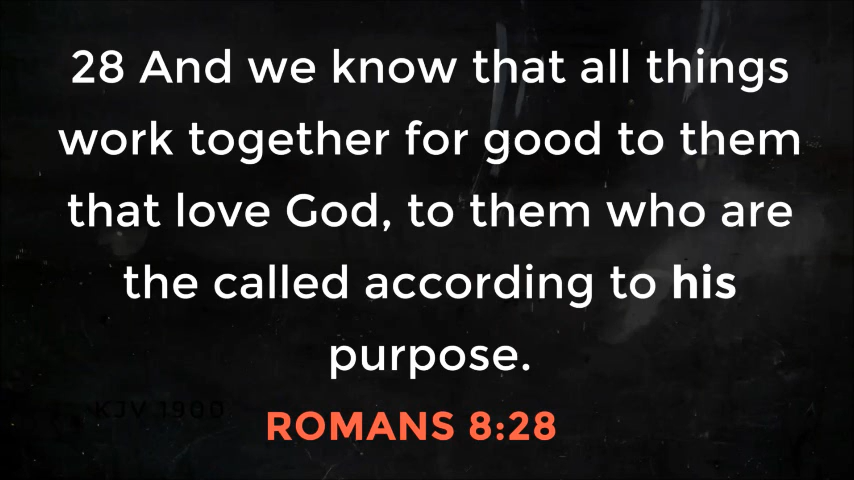 28 And we know that all things
work together for good to them
that love God, to them who are
the called according to his
purpose.
KJV 1900
ROMANS 8:28